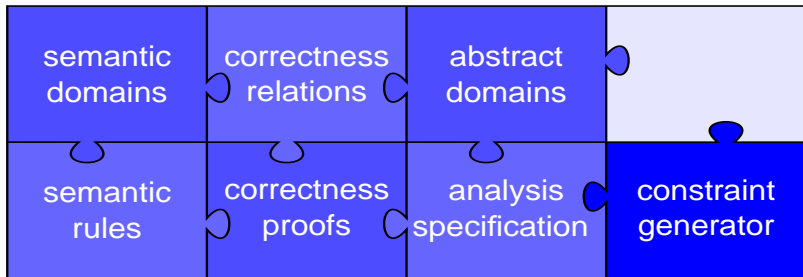 semantic
domains
correctness
relations
abstract
domains
semantic
rules
correctness
proofs
analysis
specification
constraint
generator